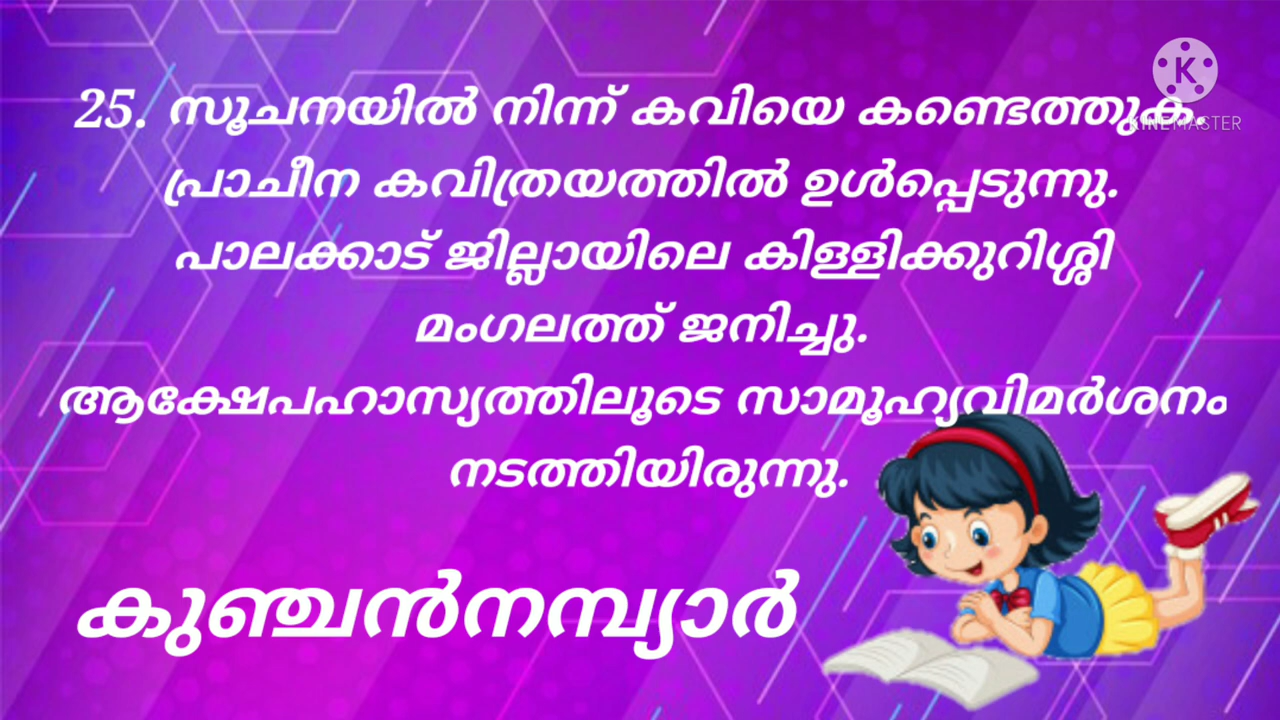 25. സൂചനയിൽ നിന്ന് കവിയെ കണ്ടെത്തുക.
പ്രാചീന കവിത്രയത്തിൽ ഉൾപ്പെടുന്നു.
പാലക്കാട് ജില്ലായിലെ കിള്ളിക്കുറിശ്ശി
മംഗലത്ത് ജനിച്ചു.
ആക്ഷേപഹാസ്യത്തിലൂടെ സാമൂഹ്യവിമർശനം
നടത്തിയിരുന്നു.
കുഞ്ചൻനമ്പ്യാർ
K
KINEMASTER